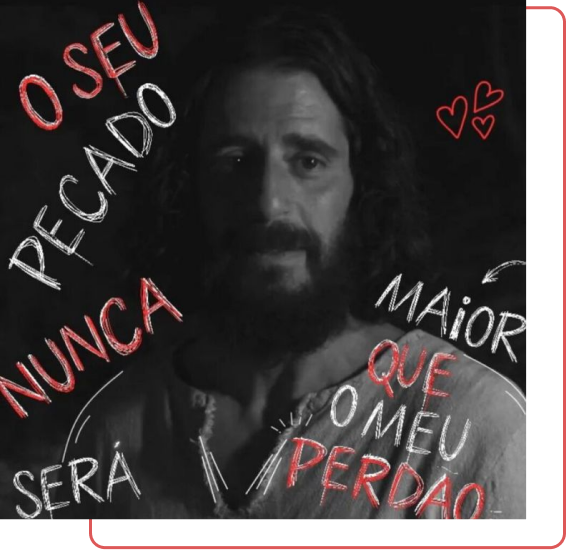 O SEU
PECADO
NUNCA
SERÁ
MAiOR
QUE
O MEU
PERDÃO